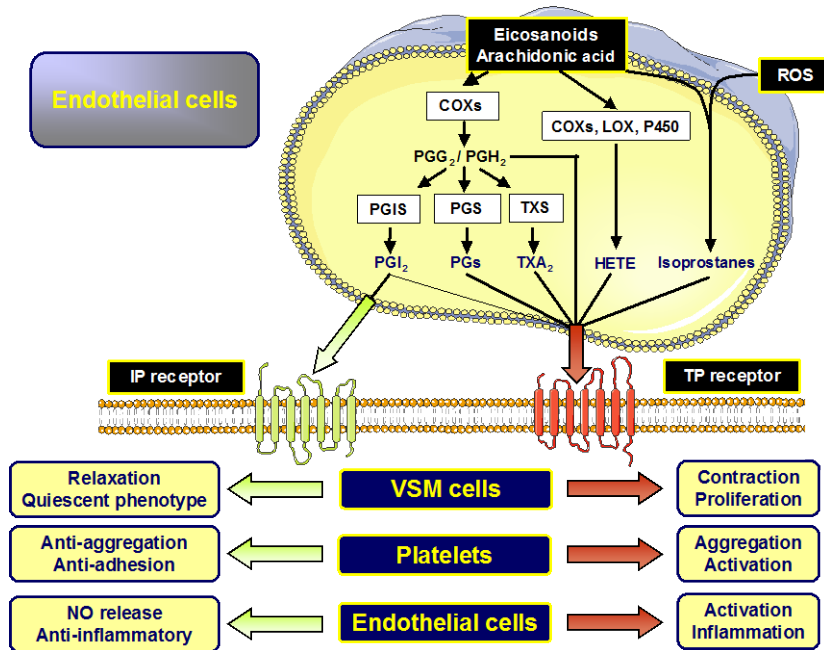 Eicosanoids
Arachidonic acid
ROS
Endothelial cells
COXs
COXs, LOX, P450
PGG₂ / PGH₂
PGIS
PGS
TXS
PGI₂
PGs
TXA₂
HETE
Isoprostanes
IP receptor
TP receptor
Relaxation
Quiescent phenotype
VSM cells
Contraction
Proliferation
Anti-aggregation
Anti-adhesion
Platelets
Aggregation
Activation
NO release
Anti-inflammatory
Endothelial cells
Activation
Inflammation